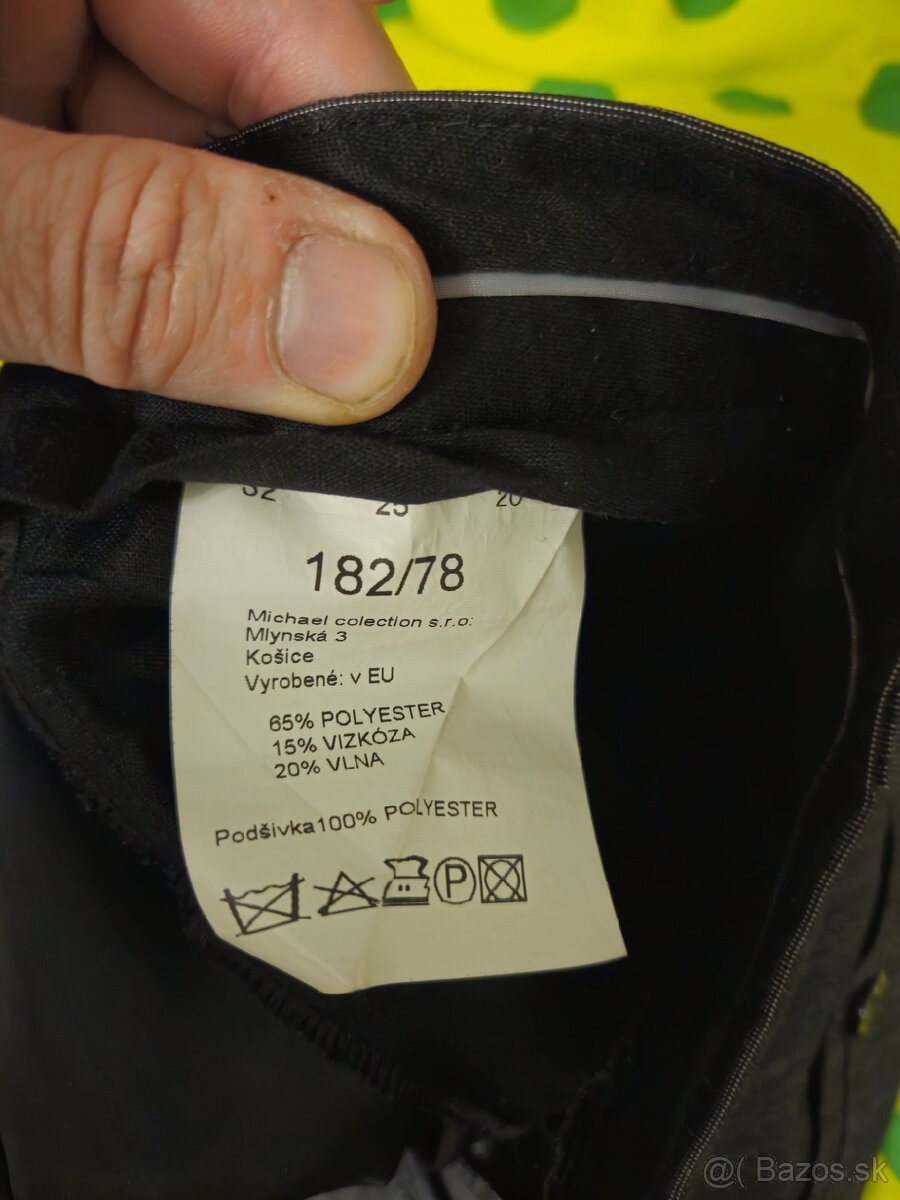 182/78
Michael colection s.r.o.
Mlynská 3
Košice
Vyrobené: v EU
65% POLYESTER
15% VIZKÓZA
20% VLNA
Podšivka100% POLYESTER
P
@( Bazos.sk